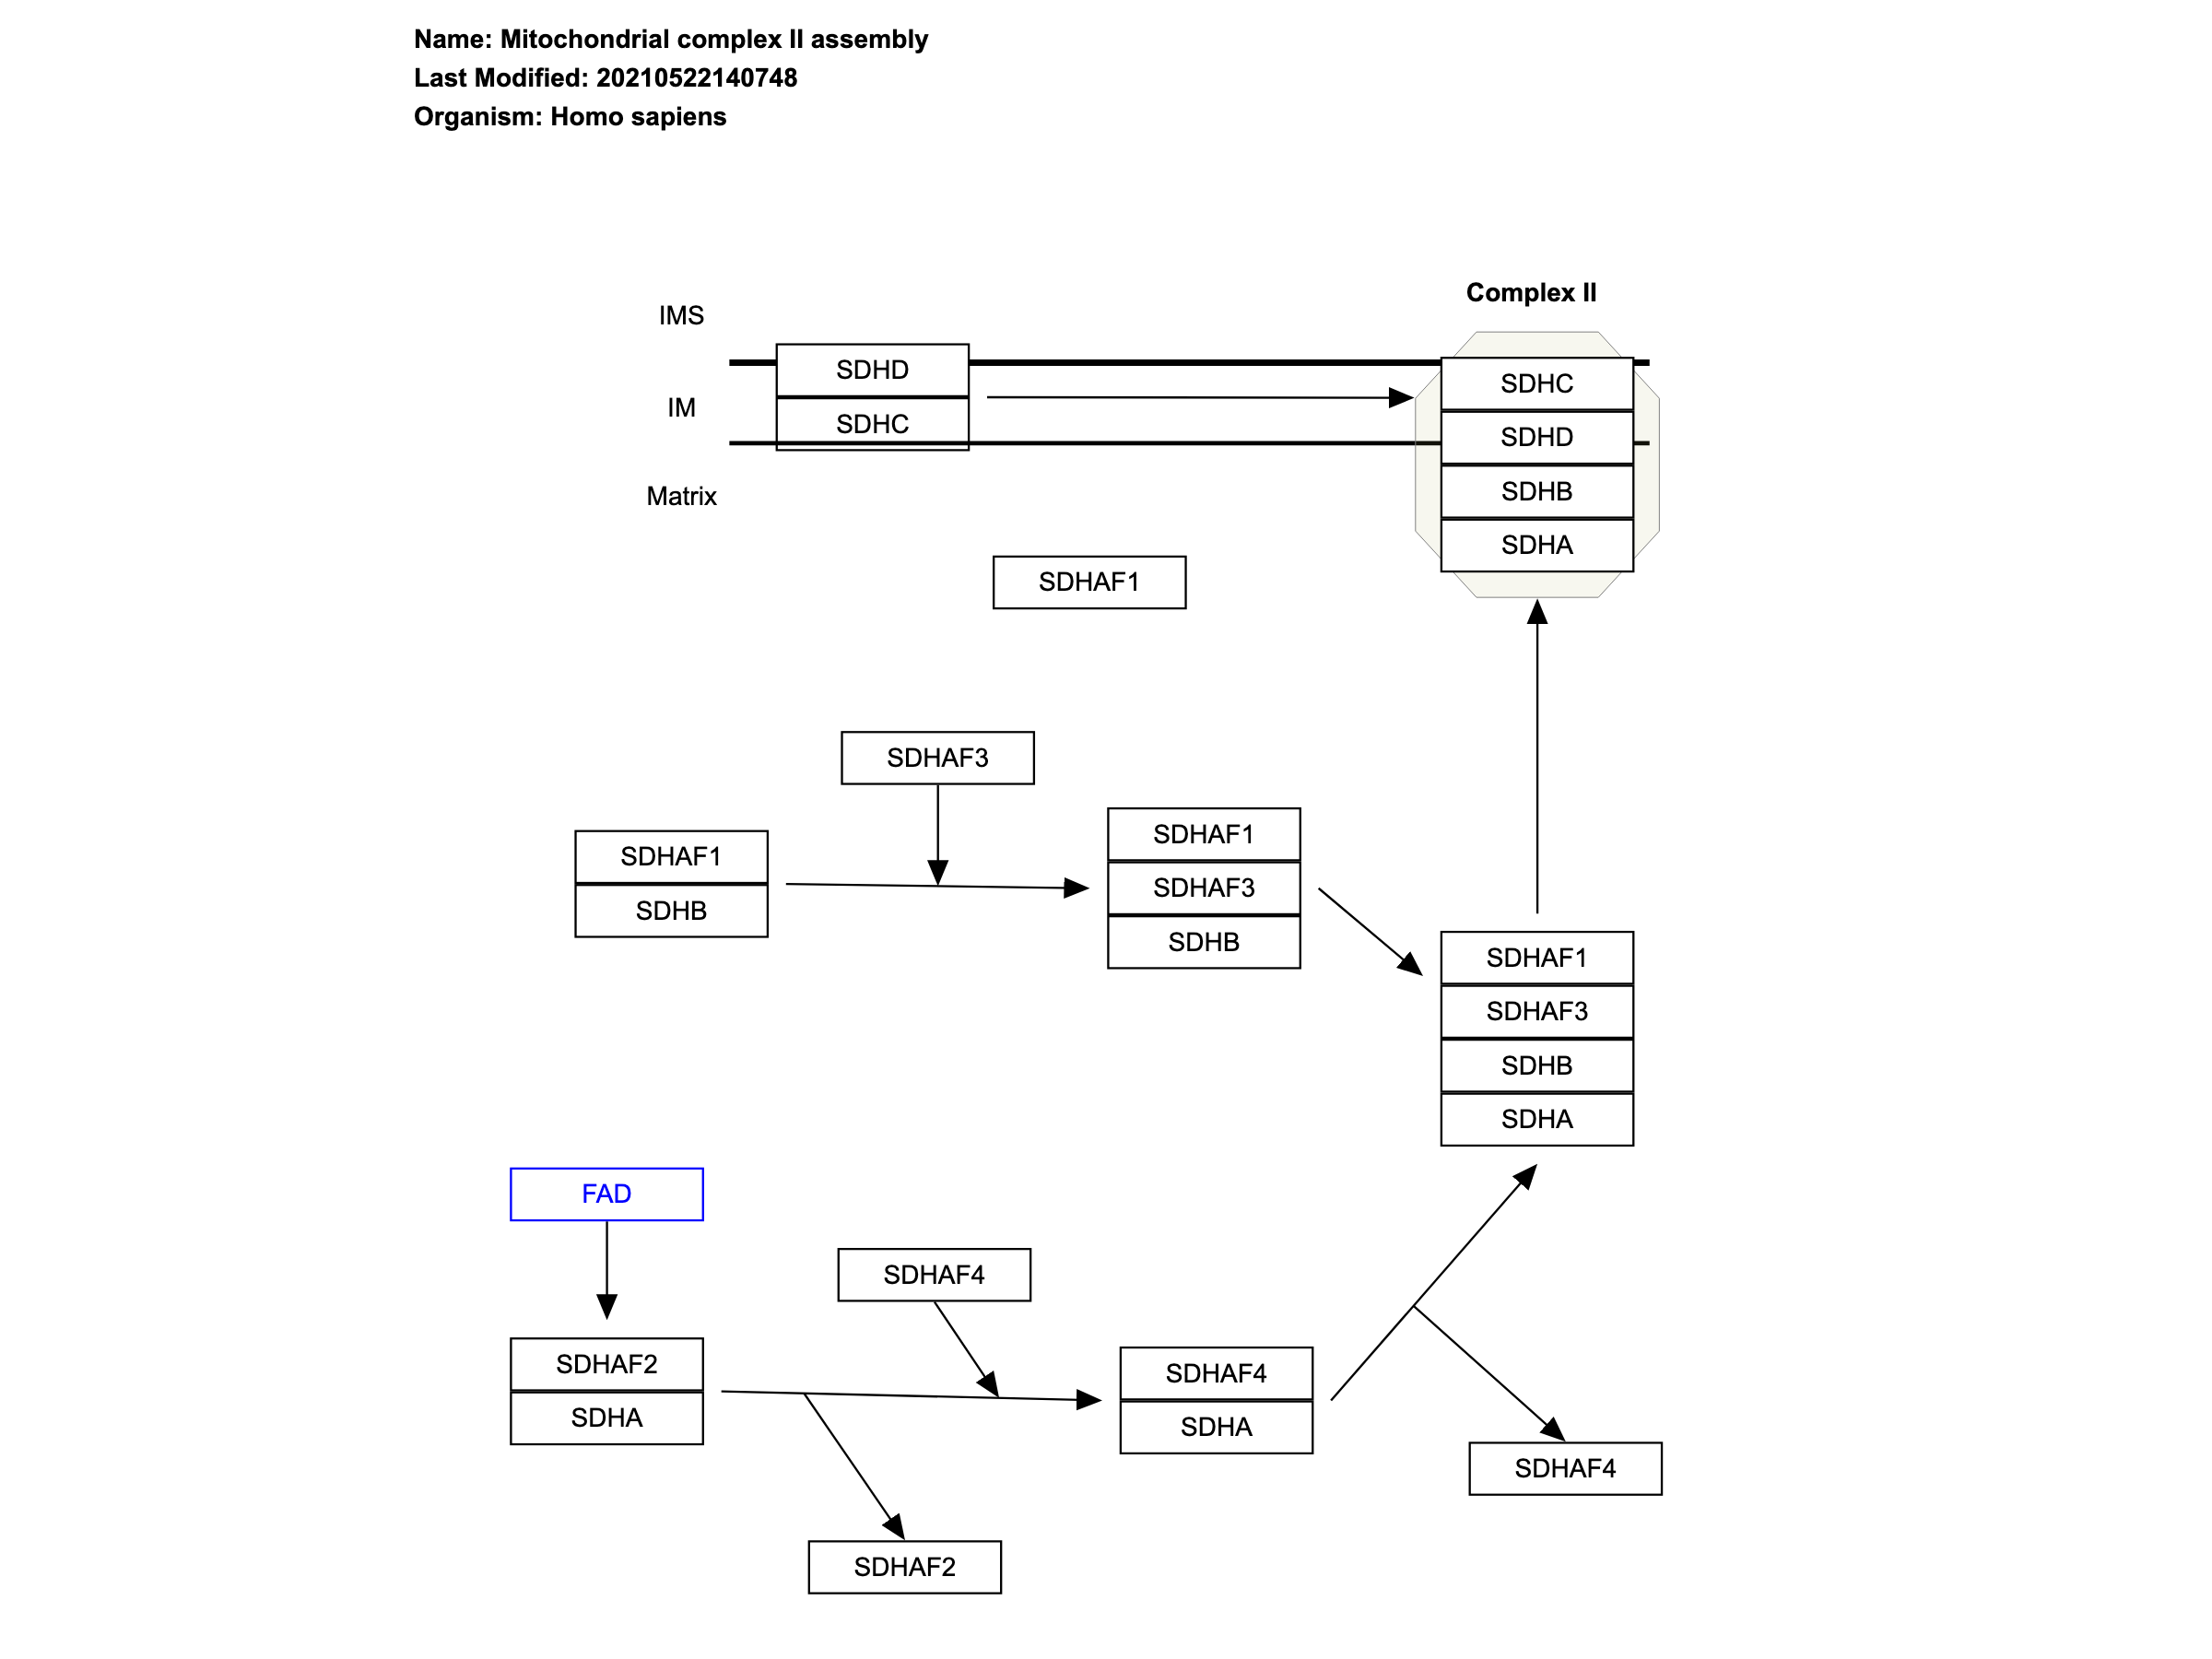 Name: Mitochondrial complex II assembly
Last Modified: 20210522140748
Organism: Homo sapiens
Complex II
IMS
SDHD
SDHC
IM
SDHC
SDHD
Matrix
SDHB
SDHA
SDHAF1
SDHAF3
SDHAF1
SDHB
SDHAF1
SDHAF3
SDHB
SDHAF1
SDHAF3
SDHB
SDHA
FAD
SDHAF4
SDHAF2
SDHA
SDHAF4
SDHA
SDHAF4
SDHAF2